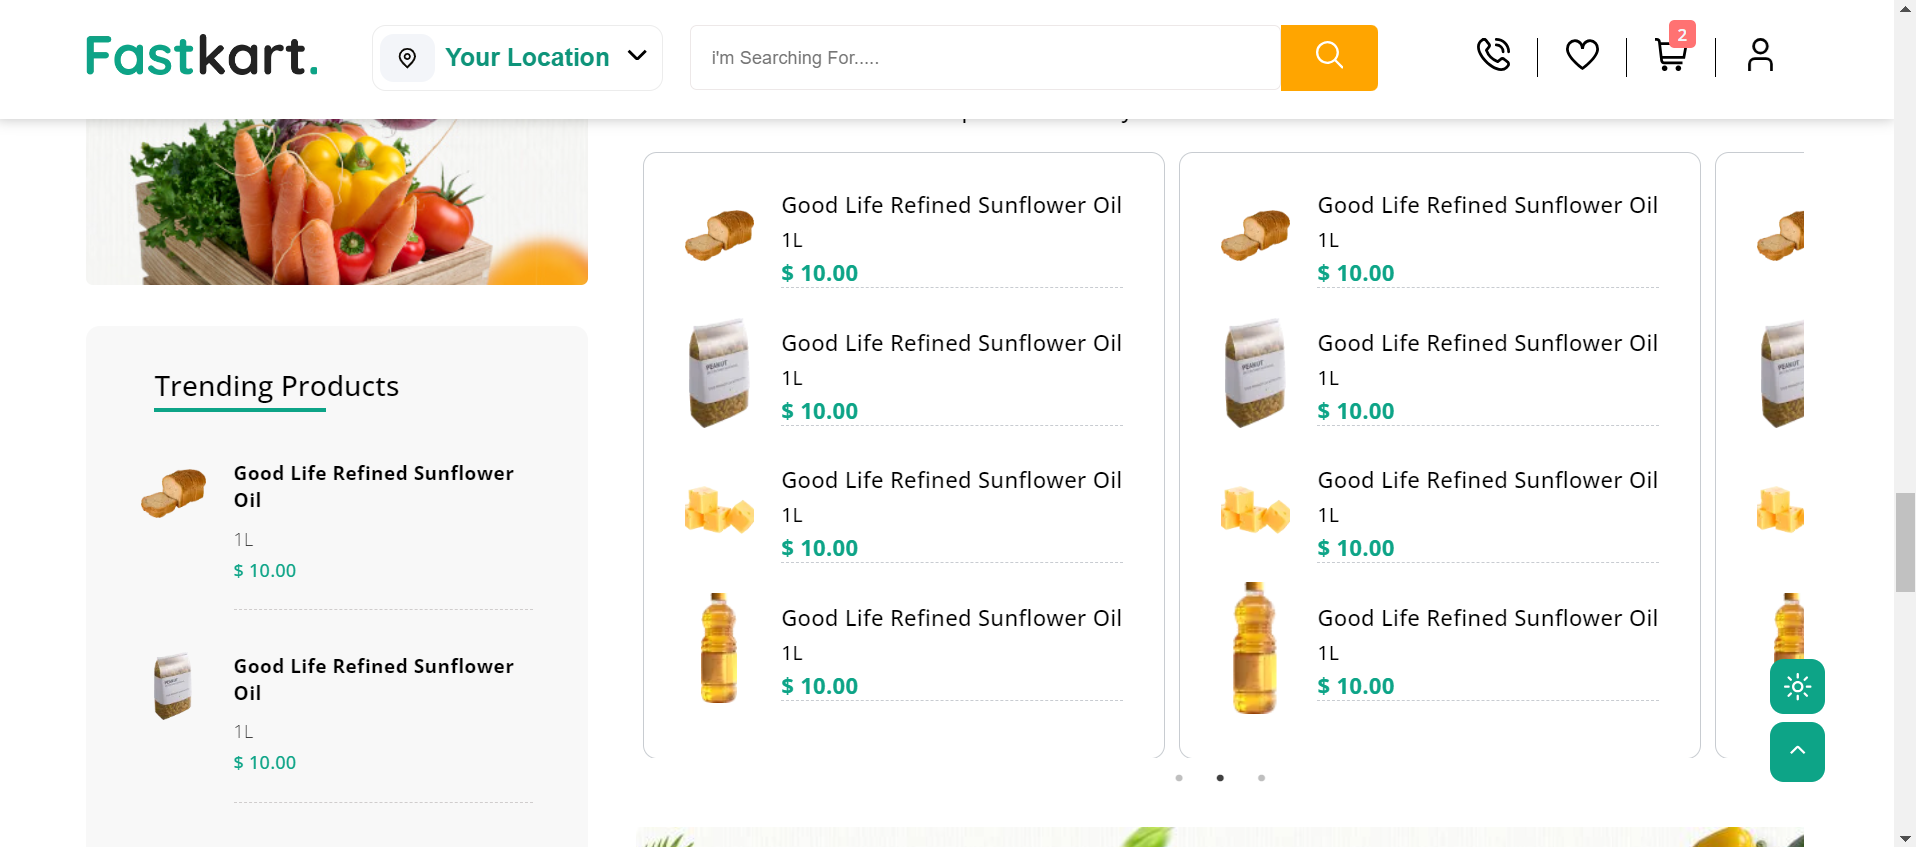 Fastkart.
Your Location
i'm Searching For.....
2
Trending Products
Good Life Refined Sunflower
Oil
1L
$ 10.00
Good Life Refined Sunflower
Oil
1L
$ 10.00
Good Life Refined Sunflower Oil
1L
$ 10.00
Good Life Refined Sunflower Oil
1L
$ 10.00
Good Life Refined Sunflower Oil
1L
$ 10.00
Good Life Refined Sunflower Oil
1L
$ 10.00
Good Life Refined Sunflower Oil
1L
$ 10.00
Good Life Refined Sunflower Oil
1L
$ 10.00
Good Life Refined Sunflower Oil
1L
$ 10.00
Good Life Refined Sunflower Oil
1L
$ 10.00
PEANUT
PEANUT
PEANUT